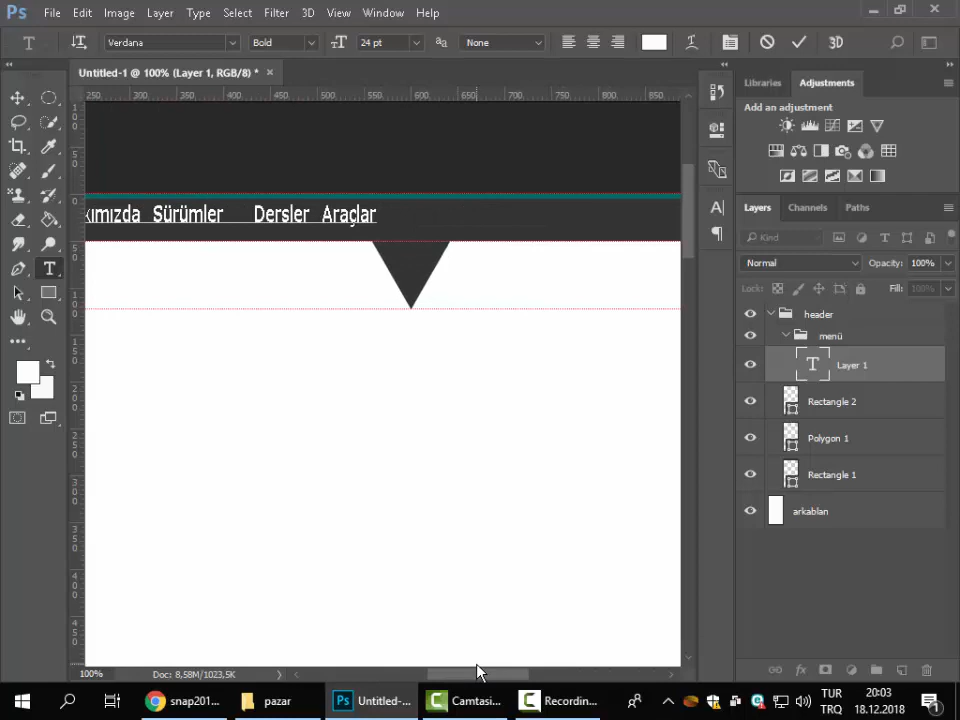 Ps File Edit Image Layer Type Select Filter 3D View Window Help
T Verdana Bold 24 pt aa None 3D
Untitled-1 @ 100% (Layer 1, RGB/8) *
250 300 350 400 450 500 550 600 650 700 750 800 850
Libraries Adjustments
Add an adjustment
kımızda Sürümler Dersler Araçlar
Layers Channels Paths
Kind
Normal Opacity: 100%
Lock: Fill: 100%
header
menü
T Layer 1
Rectangle 2
Polygon 1
Rectangle 1
arkablan
100% Doc: 8,58M/1023,5K
snap201... pazar Untitled-... Camtasi... Recordin...
TUR 20:03
TRQ 18.12.2018
1